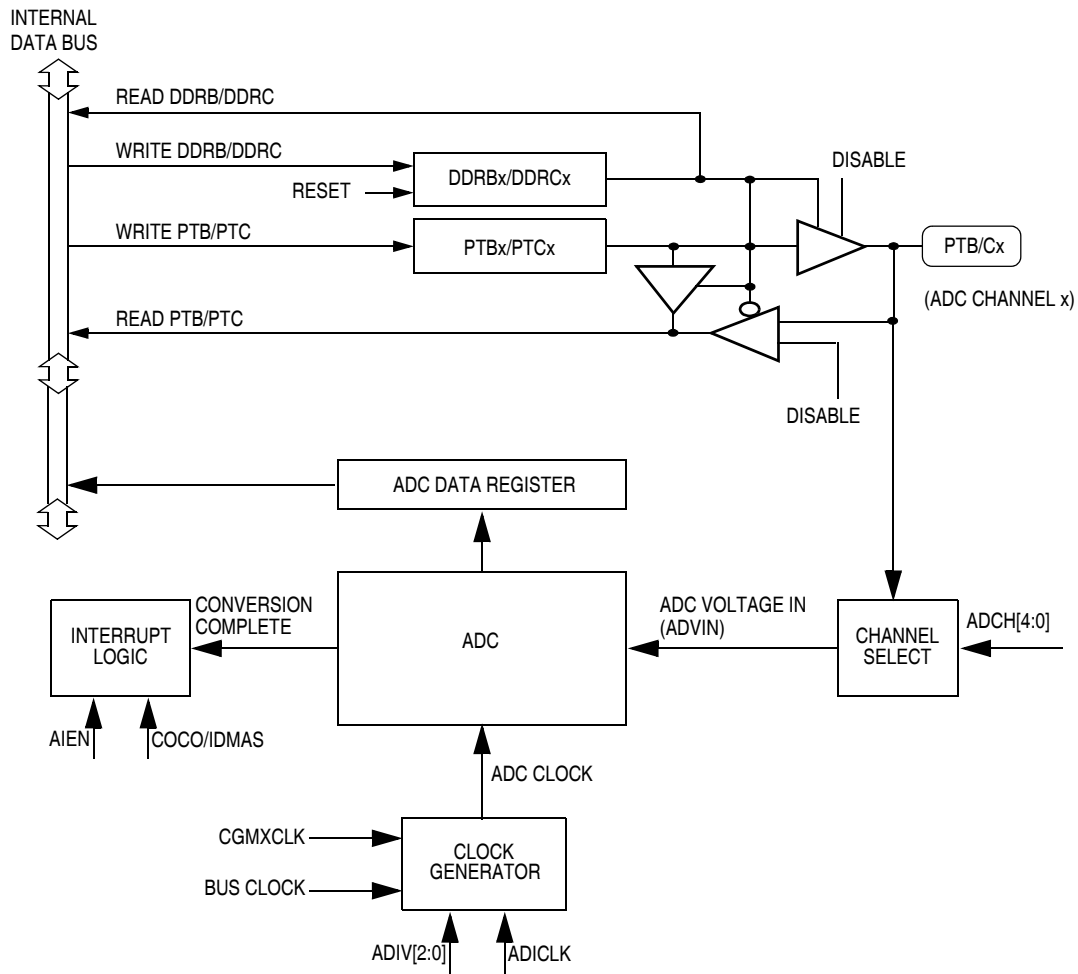 INTERNAL
DATA BUS
READ DDRB/DDRC
WRITE DDRB/DDRC
DISABLE
DDRBx/DDRCx
RESET
WRITE PTB/PTC
PTBx/PTCx
PTB/Cx
(ADC CHANNEL x)
READ PTB/PTC
DISABLE
ADC DATA REGISTER
CONVERSION
COMPLETE
ADC VOLTAGE IN
(ADVIN)
ADCH[4:0]
INTERRUPT
LOGIC
ADC
CHANNEL
SELECT
AIEN
COCO/IDMAS
ADC CLOCK
CGMXCLK
CLOCK
GENERATOR
BUS CLOCK
ADIV[2:0]
ADICLK